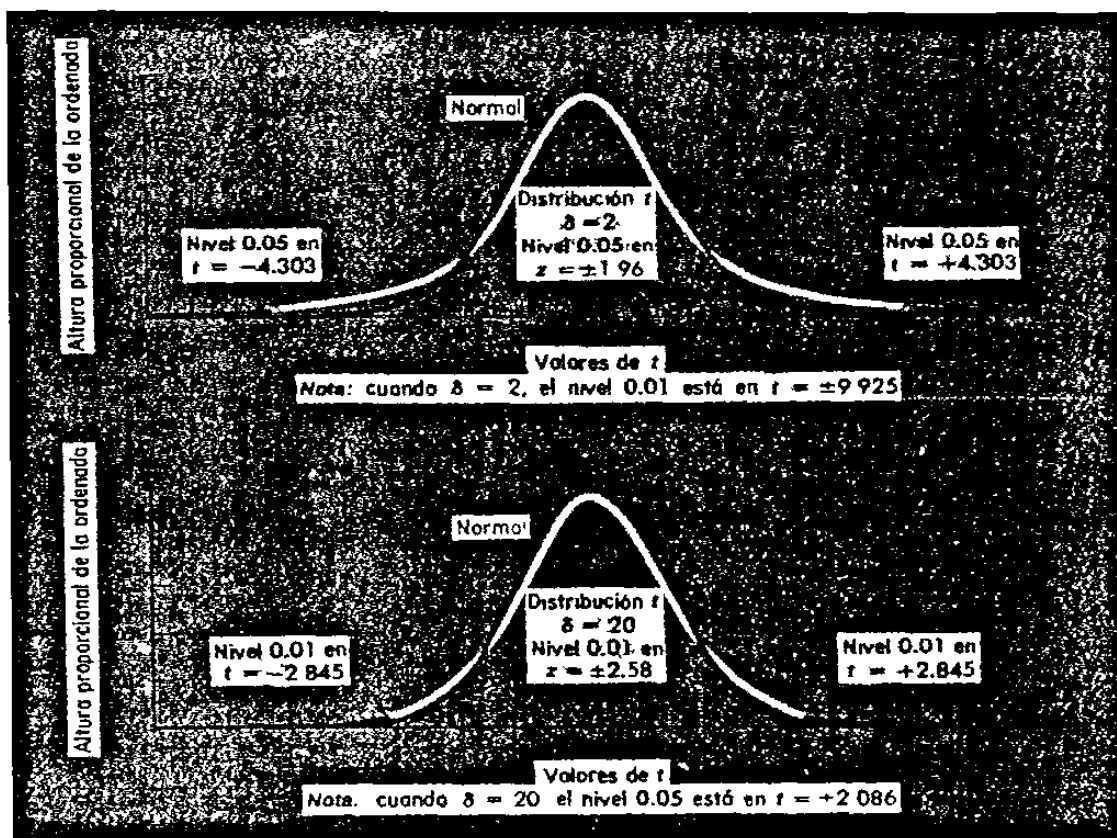 Altura proporcional de la ordenada
Normal
Distribución t
δ = 2
Nivel 0.05 en
z = ±1 96
Nivel 0.05 en
t = −4.303
Nivel 0.05 en
t = +4.303
Valores de t
Nota: cuando δ = 2, el nivel 0.01 está en t = ±9 925
Altura proporcional de la ordenada
Normal
Distribución t
δ = 20
Nivel 0.01 en
z = ±2.58
Nivel 0.01 en
t = −2 845
Nivel 0.01 en
t = +2.845
Valores de t
Nota. cuando δ = 20 el nivel 0.05 está en t = +2 086